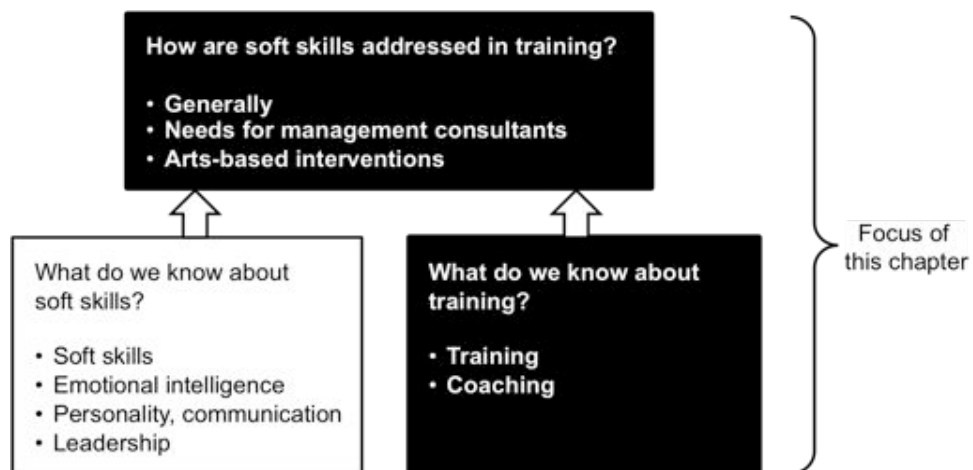 How are soft skills addressed in training?
• Generally
• Needs for management consultants
• Arts-based interventions
What do we know about
soft skills?
• Soft skills
• Emotional intelligence
• Personality, communication
• Leadership
What do we know about
training?
• Training
• Coaching
Focus of
this chapter